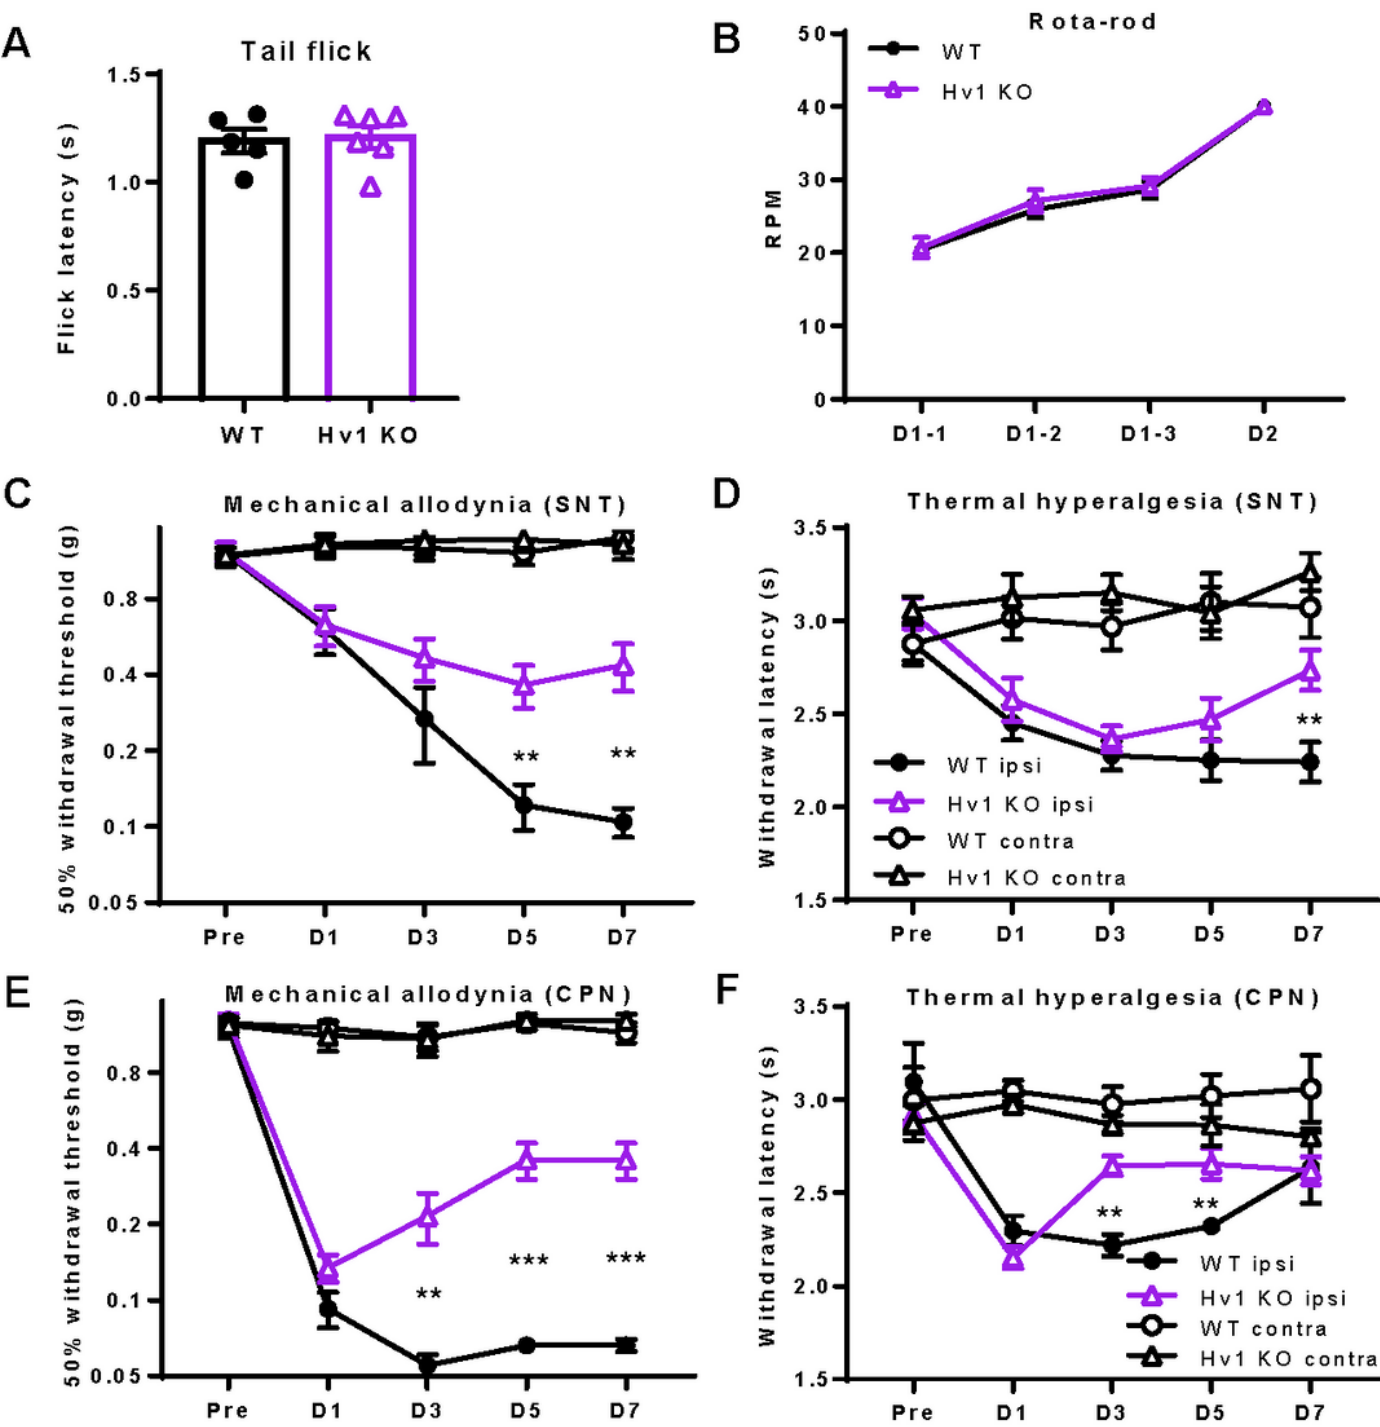 A
Tail flick
Flick latency (s)
1.5
1.0
0.5
0.0
WT
Hv1 KO
B
Rota-rod
WT
Hv1 KO
RPM
50
40
30
20
10
0
D1-1
D1-2
D1-3
D2
C
Mechanical allodynia (SNT)
50% withdrawal threshold (g)
0.8
0.4
0.2
0.1
0.05
**
**
Pre
D1
D3
D5
D7
D
Thermal hyperalgesia (SNT)
Withdrawal latency (s)
3.5
3.0
2.5
2.0
1.5
**
WT ipsi
Hv1 KO ipsi
WT contra
Hv1 KO contra
Pre
D1
D3
D5
D7
E
Mechanical allodynia (CPN)
50% withdrawal threshold (g)
0.8
0.4
0.2
0.1
0.05
**
***
***
Pre
D1
D3
D5
D7
F
Thermal hyperalgesia (CPN)
Withdrawal latency (s)
3.5
3.0
2.5
2.0
1.5
**
**
WT ipsi
Hv1 KO ipsi
WT contra
Hv1 KO contra
Pre
D1
D3
D5
D7